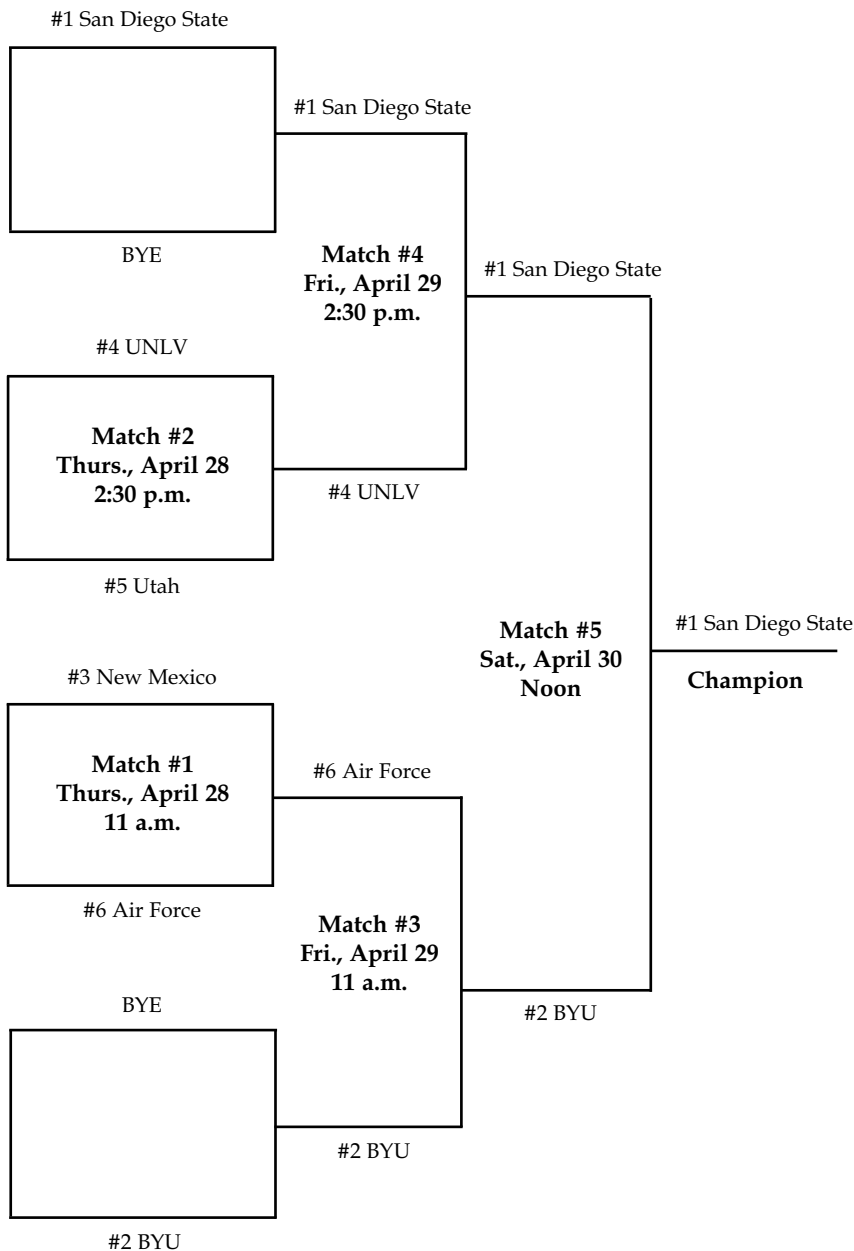 #1 San Diego State
#1 San Diego State
BYE
Match #4
Fri., April 29
2:30 p.m.
#1 San Diego State
#4 UNLV
Match #2
Thurs., April 28
2:30 p.m.
#4 UNLV
#5 Utah
Match #5
Sat., April 30
Noon
#1 San Diego State
Champion
#3 New Mexico
Match #1
Thurs., April 28
11 a.m.
#6 Air Force
#6 Air Force
Match #3
Fri., April 29
11 a.m.
BYE
#2 BYU
#2 BYU
#2 BYU